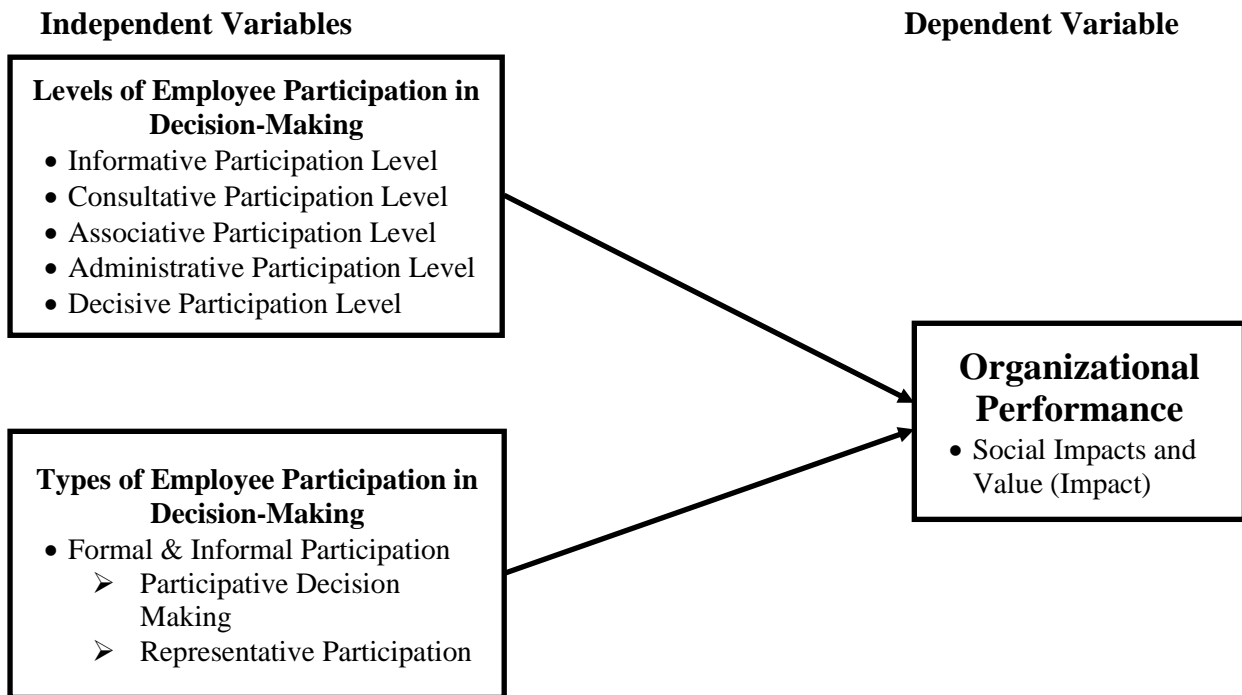 Independent Variables
Dependent Variable
Levels of Employee Participation in
Decision-Making
• Informative Participation Level
• Consultative Participation Level
• Associative Participation Level
• Administrative Participation Level
• Decisive Participation Level
Types of Employee Participation in
Decision-Making
• Formal & Informal Participation
➢ Participative Decision
Making
➢ Representative Participation
Organizational
Performance
• Social Impacts and
Value (Impact)